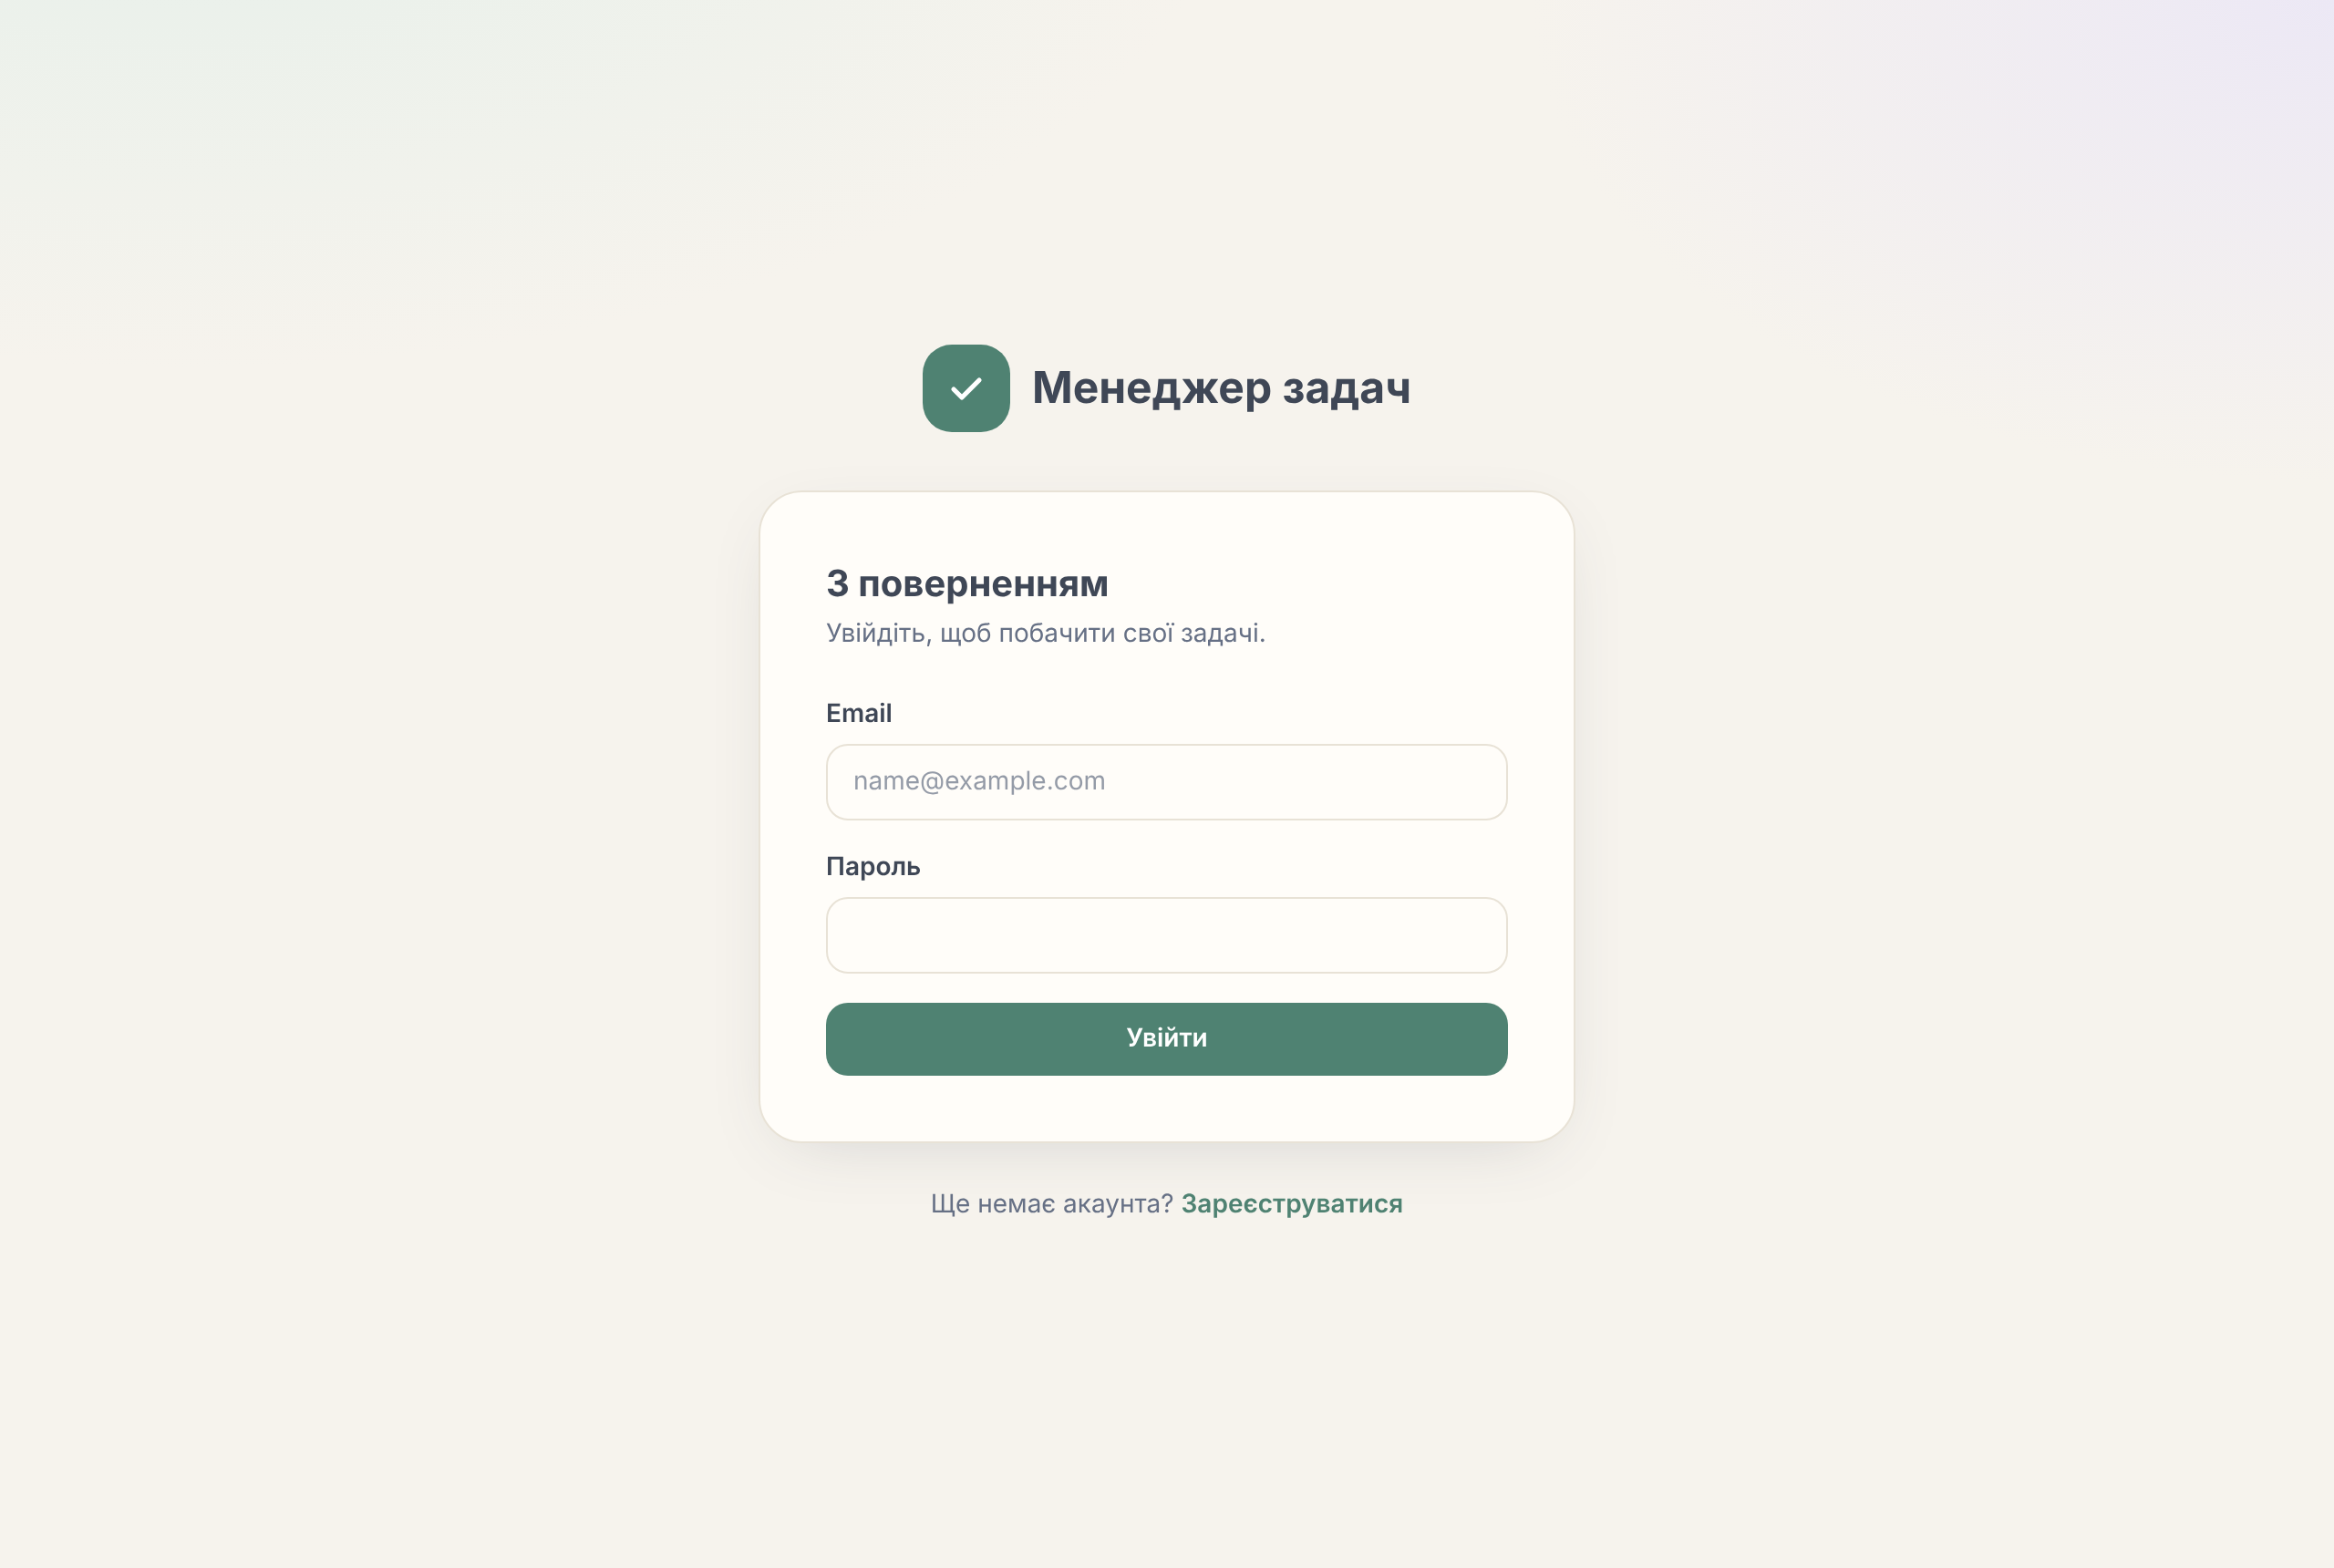 Менеджер задач
З поверненням
Увійдіть, щоб побачити свої задачі.
Email
name@example.com
Пароль
Увійти
Ще немає акаунта? Зареєструватися